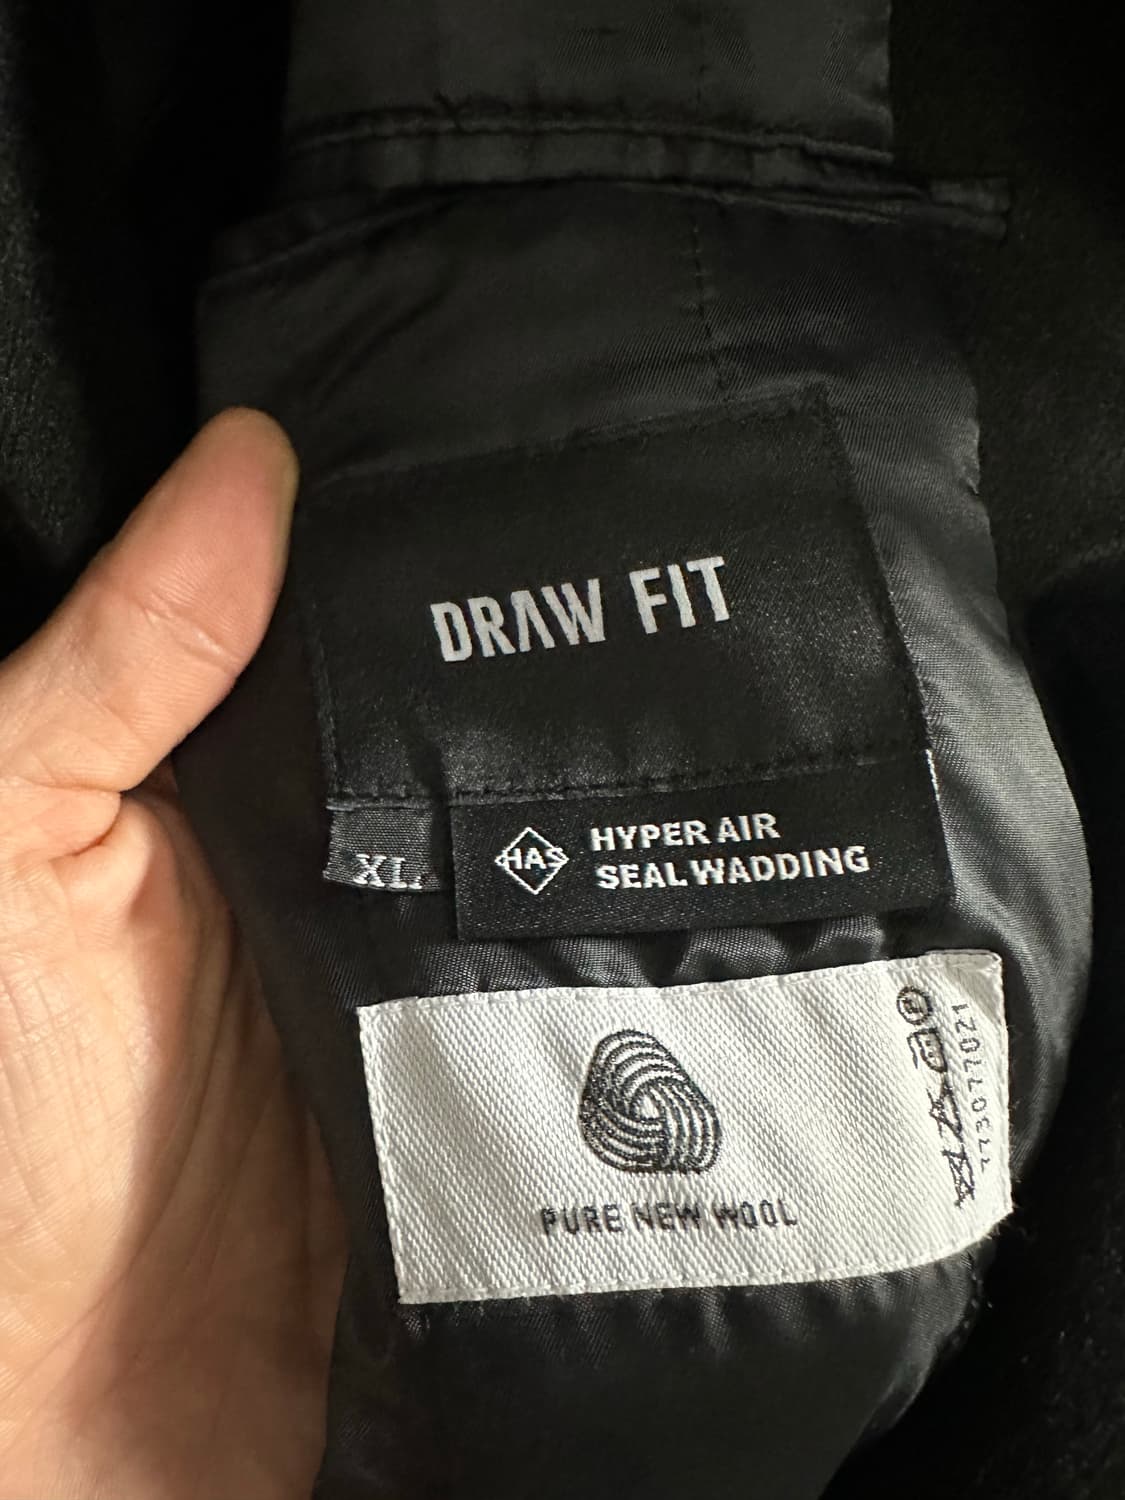 DRAW FIT
XL
HAS
HYPER AIR
SEAL WADDING
PURE NEW WOOL